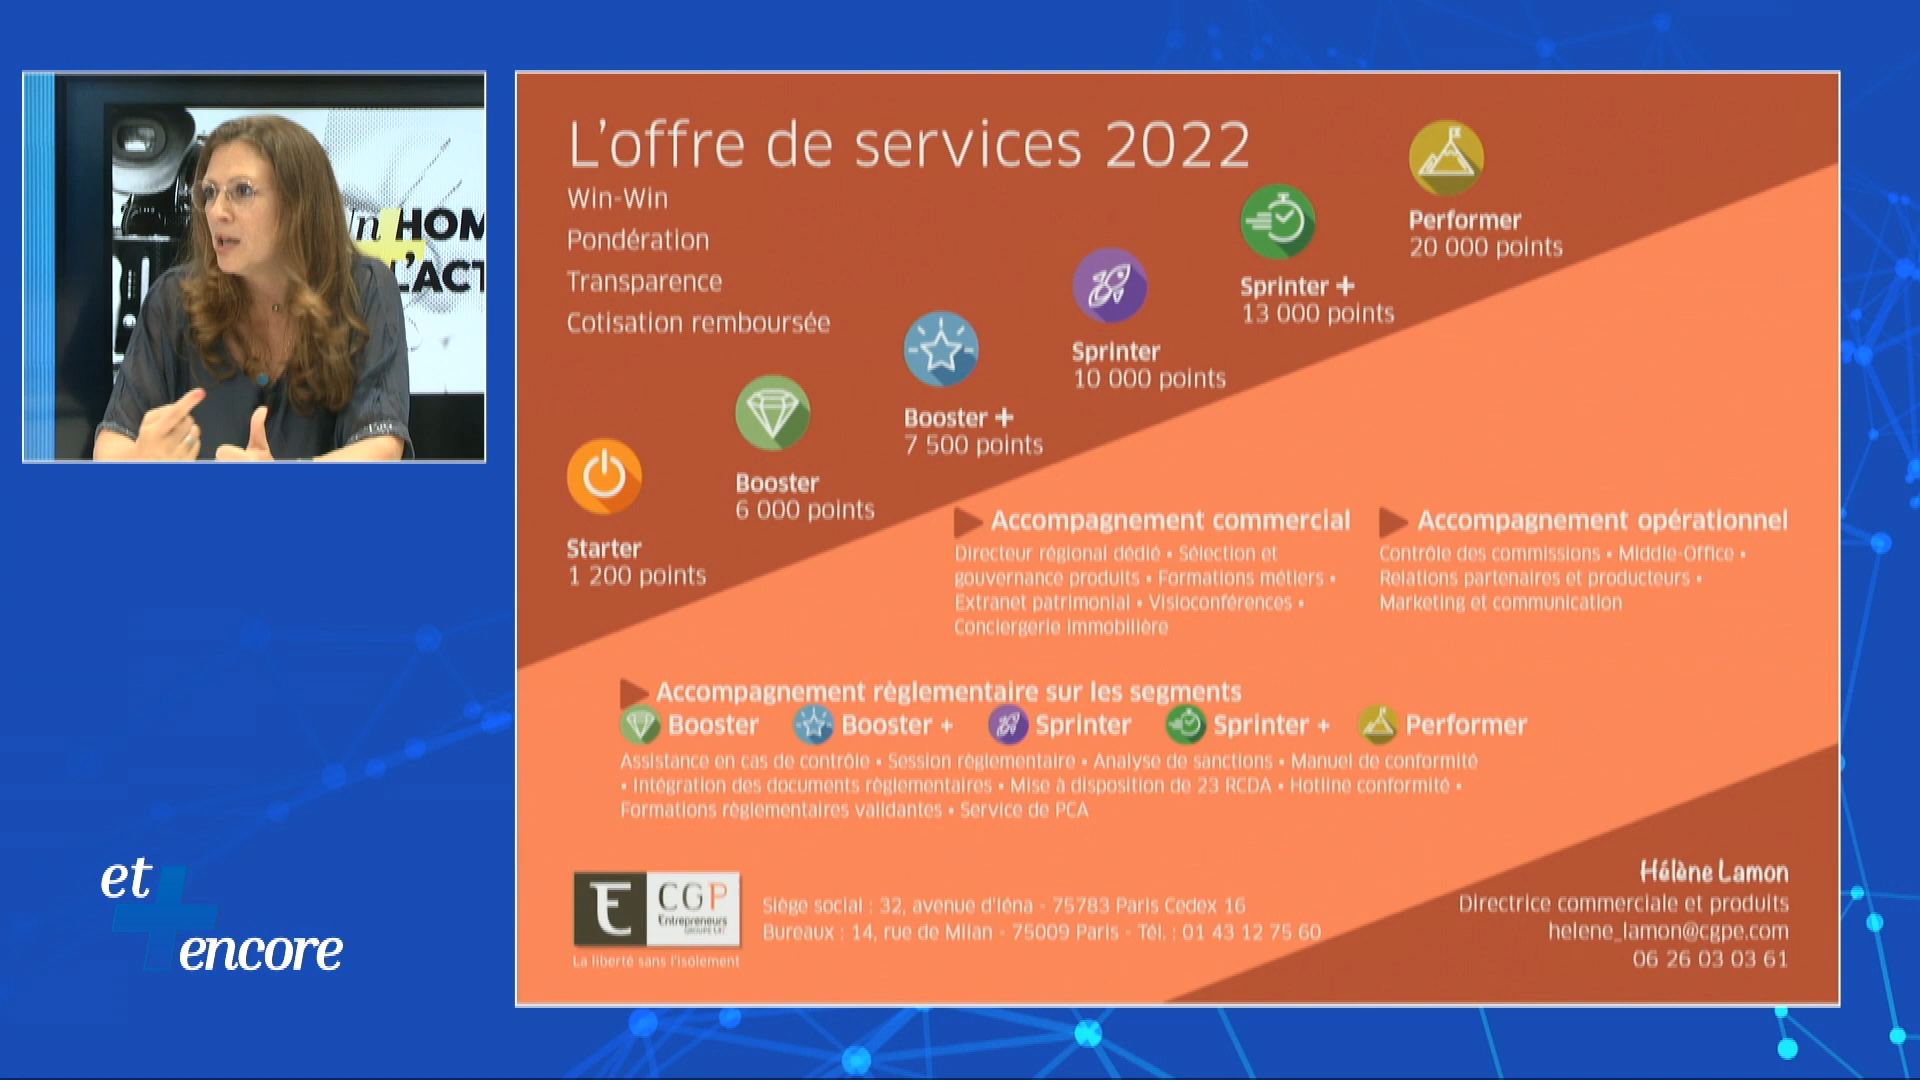 In HOM
L'ACT
L'offre de services 2022
Win-Win
Pondération
Transparence
Cotisation remboursée
Performer
20 000 points
Sprinter +
13 000 points
Sprinter
10 000 points
Booster +
7 500 points
Booster
6 000 points
Starter
1 200 points
Accompagnement commercial
Directeur régional dédié • Sélection et
gouvernance produits • Formations métiers •
Extranet patrimonial • Visioconférences •
Conciergerie immobilière
Accompagnement opérationnel
Contrôle des commissions • Middle-Office •
Relations partenaires et producteurs •
Marketing et communication
Accompagnement règlementaire sur les segments
Booster Booster + Sprinter Sprinter + Performer
Assistance en cas de contrôle • Session règlementaire • Analyse de sanctions • Manuel de conformité
• Intégration des documents règlementaires • Mise à disposition de 23 RCDA • Hotline conformité •
Formations règlementaires validantes • Service de PCA
CGP
Entrepreneurs
La liberté sans l'isolement
Siège social : 32, avenue d'Iéna - 75783 Paris Cedex 16
Bureaux : 14, rue de Milan - 75009 Paris - Tél. : 01 43 12 75 60
Hélène Lamon
Directrice commerciale et produits
helene_lamon@cgpe.com
06 26 03 03 61
et
encore